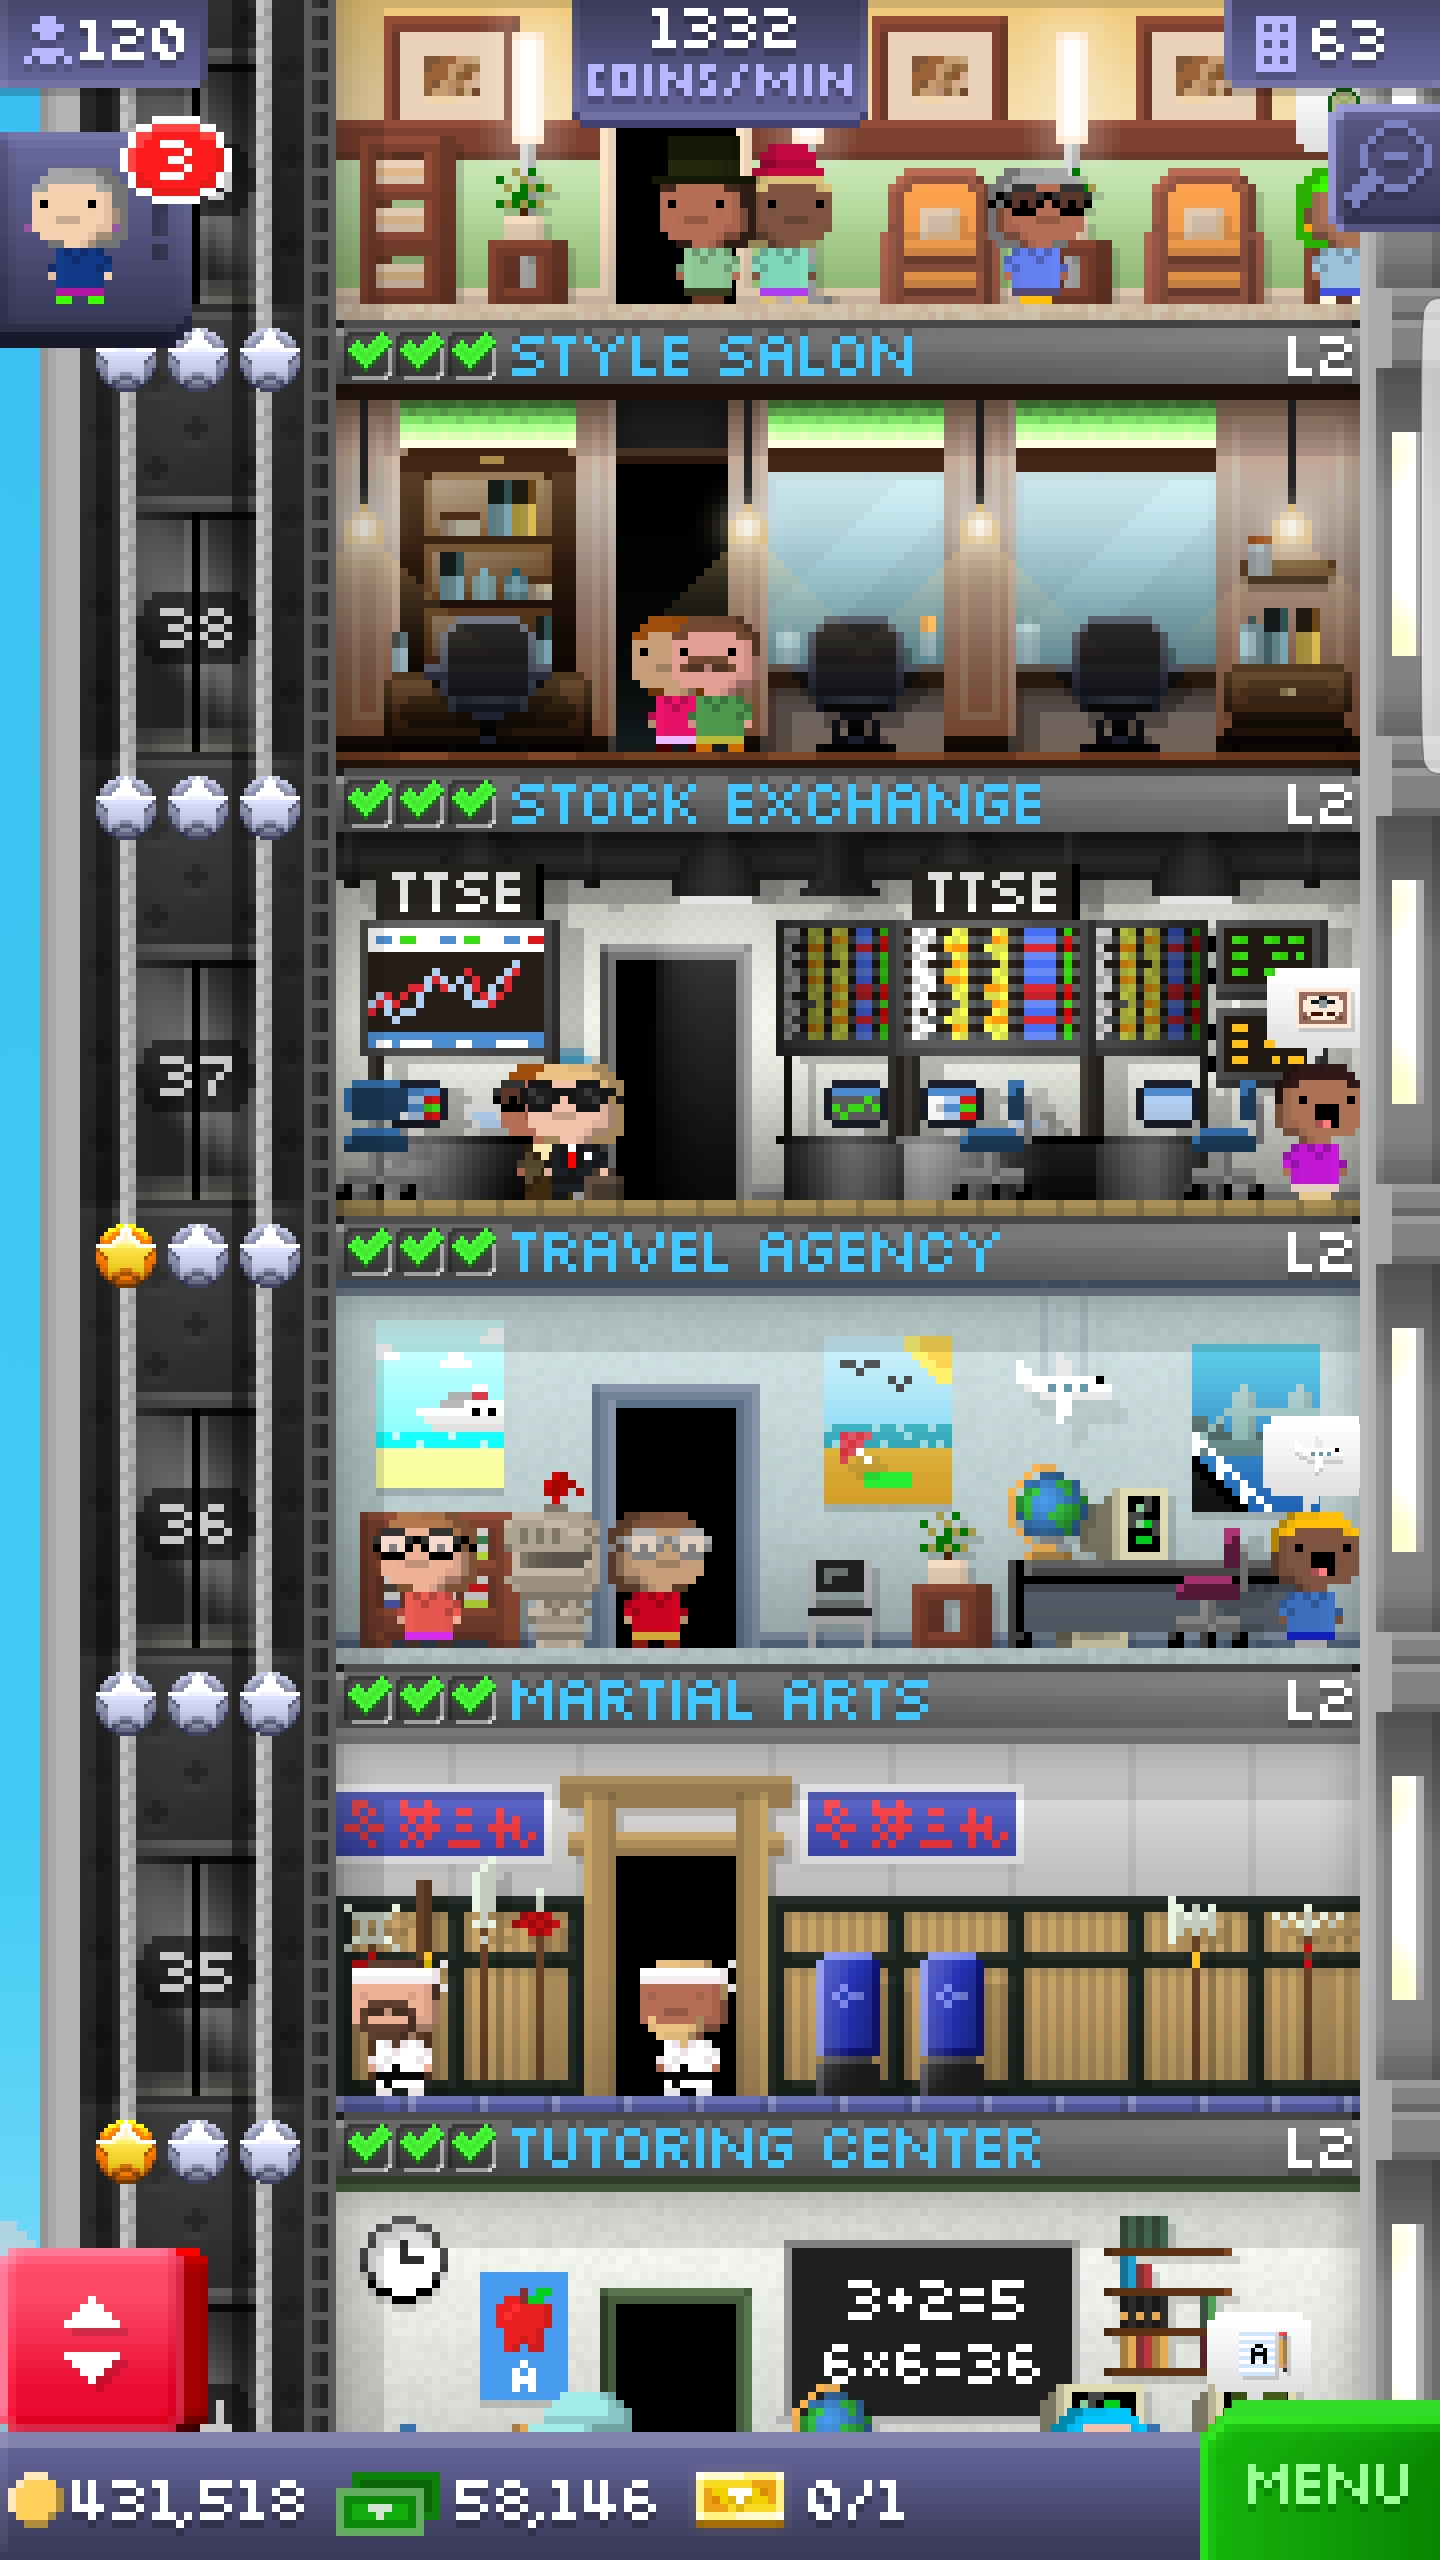 120
1332
COINS/MIN
63
3
STYLE SALON L2
38
STOCK EXCHANGE L2
TTSE
TTSE
37
TRAVEL AGENCY L2
36
MARTIAL ARTS L2
35
TUTORING CENTER L2
3+2=5
6×6=36
A
A
431,518
58,146
0/1
MENU